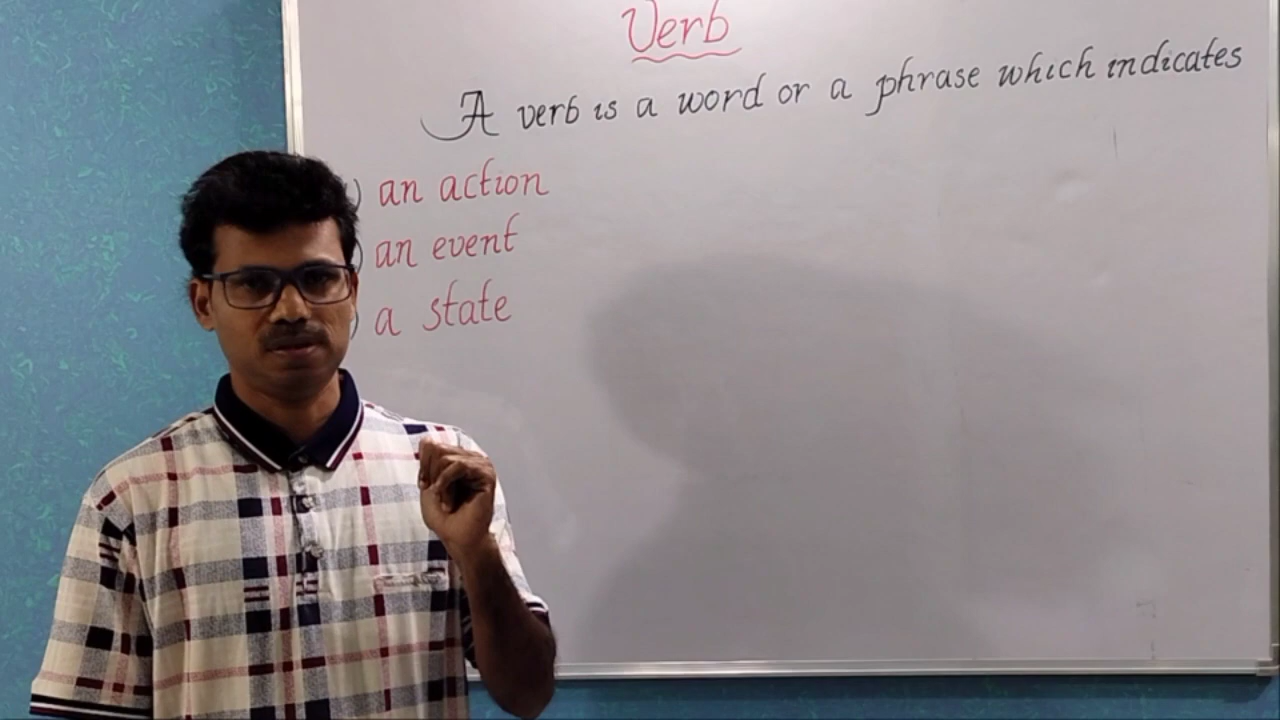 Verb
A verb is a word or a phrase which indicates
) an action
) an event
) a state